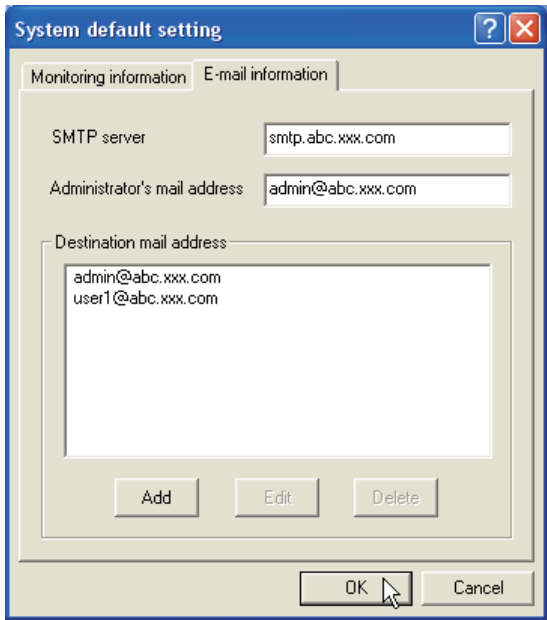 System default setting
Monitoring information E-mail information
SMTP server smtp.abc.xxx.com
Administrator's mail address admin@abc.xxx.com
Destination mail address
admin@abc.xxx.com
user1@abc.xxx.com
Add Edit Delete
OK Cancel